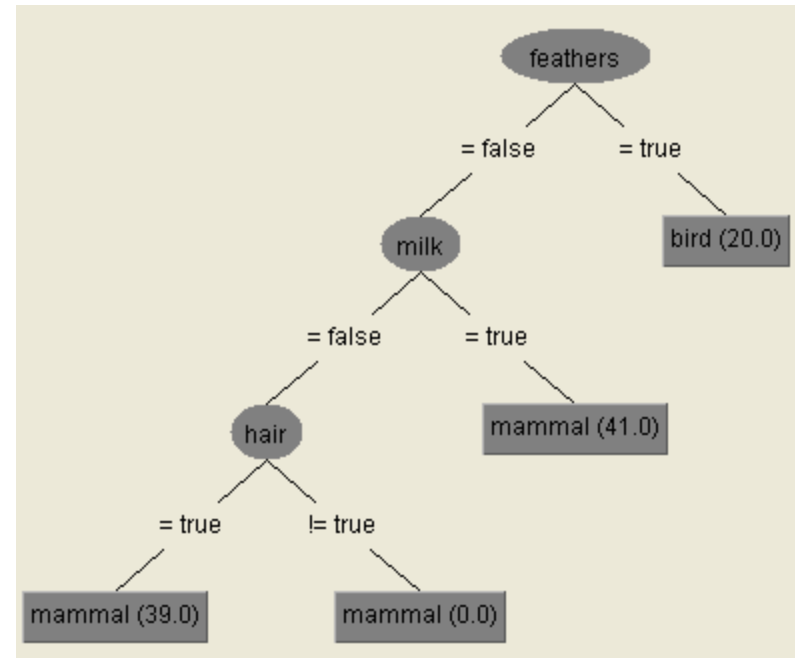 feathers
= false
= true
milk
bird (20.0)
= false
= true
hair
mammal (41.0)
= true
!= true
mammal (39.0)
mammal (0.0)